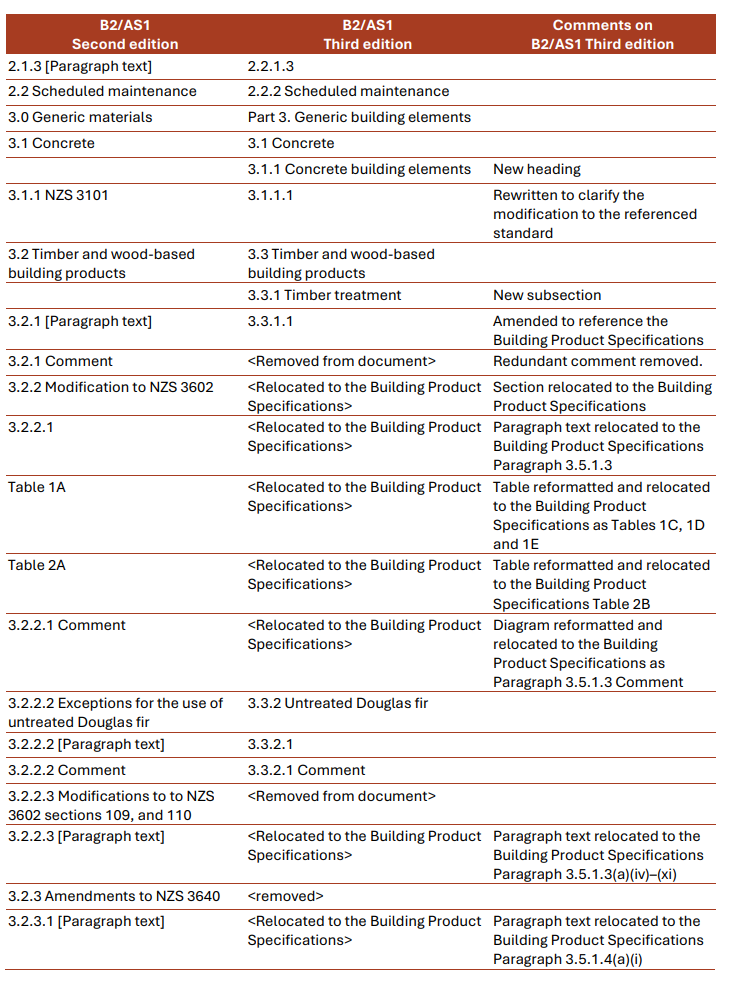 B2/AS1
Second edition
B2/AS1
Third edition
Comments on
B2/AS1 Third edition
2.1.3 [Paragraph text]
2.2.1.3
2.2 Scheduled maintenance
2.2.2 Scheduled maintenance
3.0 Generic materials
Part 3. Generic building elements
3.1 Concrete
3.1 Concrete
3.1.1 Concrete building elements
New heading
3.1.1 NZS 3101
3.1.1.1
Rewritten to clarify the
modification to the referenced
standard
3.2 Timber and wood-based
building products
3.3 Timber and wood-based
building products
3.3.1 Timber treatment
New subsection
3.2.1 [Paragraph text]
3.3.1.1
Amended to reference the
Building Product Specifications
3.2.1 Comment
<Removed from document>
Redundant comment removed.
3.2.2 Modification to NZS 3602
<Relocated to the Building Product
Specifications>
Section relocated to the Building
Product Specifications
3.2.2.1
<Relocated to the Building Product
Specifications>
Paragraph text relocated to the
Building Product Specifications
Paragraph 3.5.1.3
Table 1A
<Relocated to the Building Product
Specifications>
Table reformatted and relocated
to the Building Product
Specifications as Tables 1C, 1D
and 1E
Table 2A
<Relocated to the Building Product
Specifications>
Table reformatted and relocated
to the Building Product
Specifications Table 2B
3.2.2.1 Comment
<Relocated to the Building Product
Specifications>
Diagram reformatted and
relocated to the Building
Product Specifications as
Paragraph 3.5.1.3 Comment
3.2.2.2 Exceptions for the use of
untreated Douglas fir
3.3.2 Untreated Douglas fir
3.2.2.2 [Paragraph text]
3.3.2.1
3.2.2.2 Comment
3.3.2.1 Comment
3.2.2.3 Modifications to to NZS
3602 sections 109, and 110
<Removed from document>
3.2.2.3 [Paragraph text]
<Relocated to the Building Product
Specifications>
Paragraph text relocated to the
Building Product Specifications
Paragraph 3.5.1.3(a)(iv)–(xi)
3.2.3 Amendments to NZS 3640
<removed>
3.2.3.1 [Paragraph text]
<Relocated to the Building Product
Specifications>
Paragraph text relocated to the
Building Product Specifications
Paragraph 3.5.1.4(a)(i)